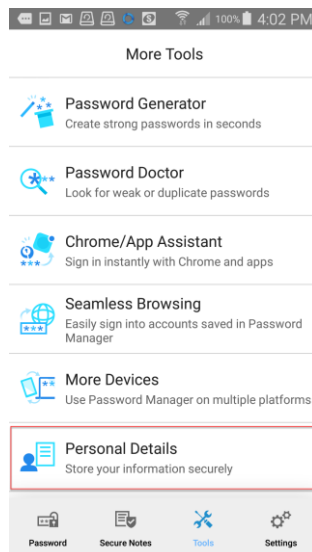 100% 4:02 PM
More Tools
Password Generator
Create strong passwords in seconds
Password Doctor
Look for weak or duplicate passwords
Chrome/App Assistant
Sign in instantly with Chrome and apps
Seamless Browsing
Easily sign into accounts saved in Password
Manager
More Devices
Use Password Manager on multiple platforms
Personal Details
Store your information securely
Password Secure Notes Tools Settings